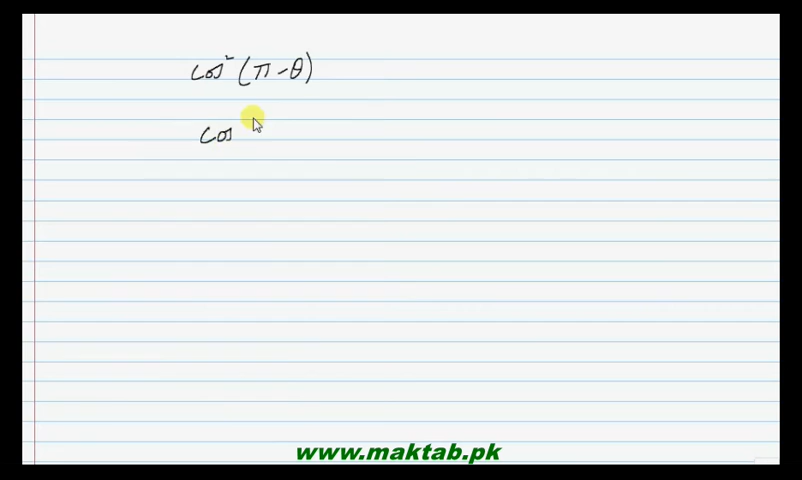 cos² (π - θ)
cos
www.maktab.pk